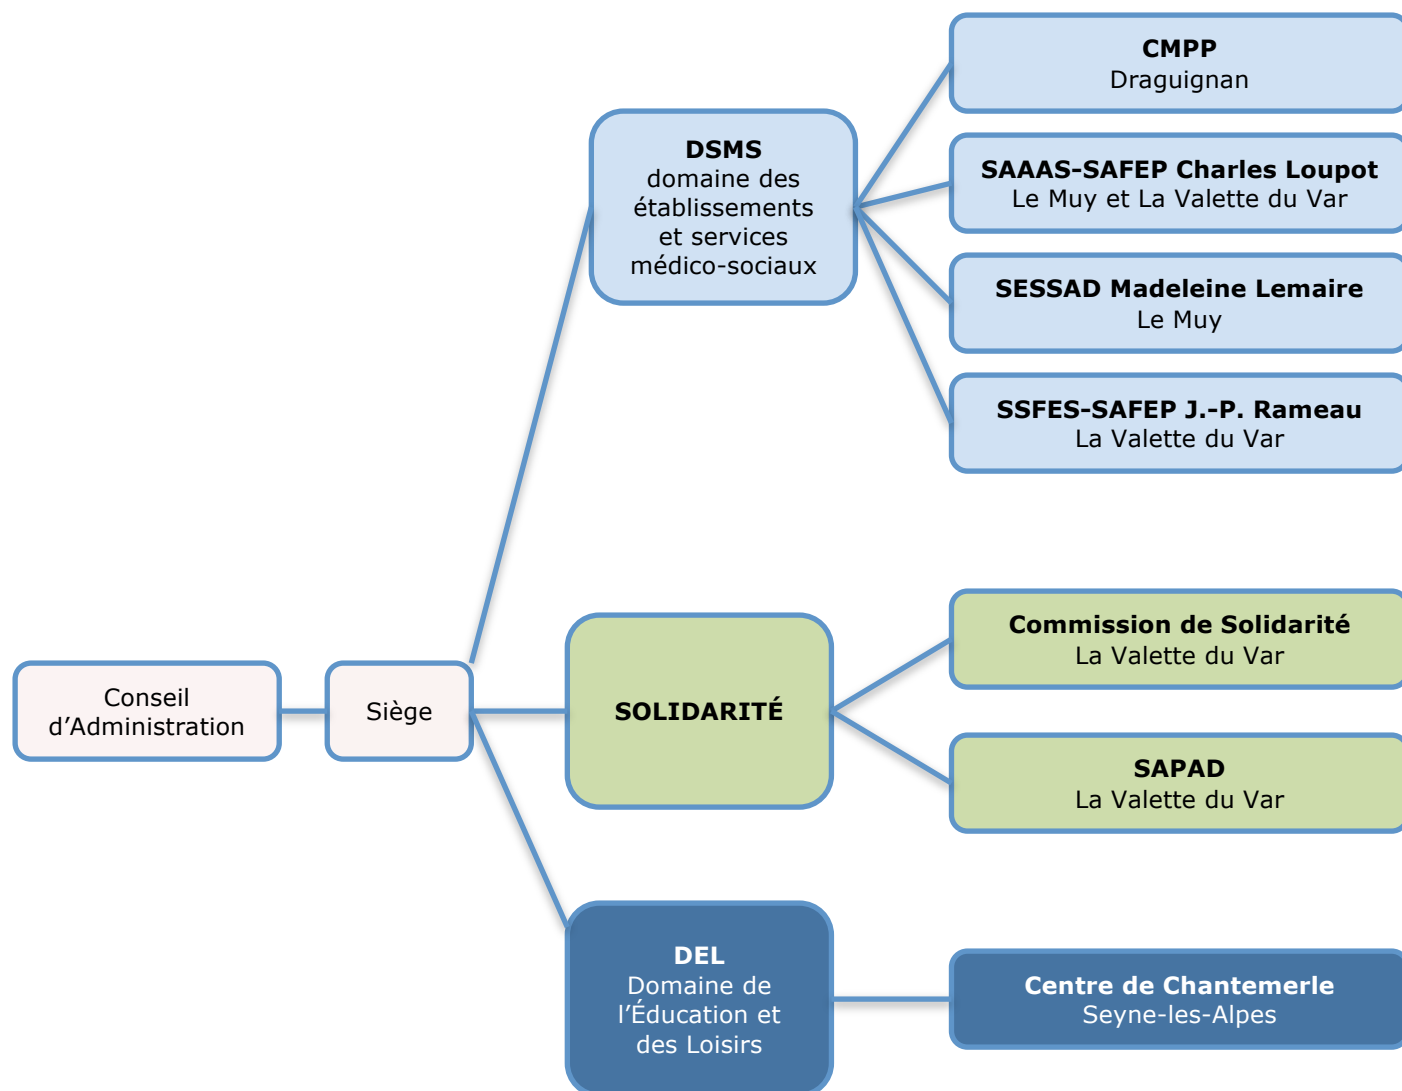 Conseil
d’Administration
Siège
DSMS
domaine des
établissements
et services
médico-sociaux
CMPP
Draguignan
SAAAS-SAFEP Charles Loupot
Le Muy et La Valette du Var
SESSAD Madeleine Lemaire
Le Muy
SSFES-SAFEP J.-P. Rameau
La Valette du Var
SOLIDARITÉ
Commission de Solidarité
La Valette du Var
SAPAD
La Valette du Var
DEL
Domaine de
l’Éducation et
des Loisirs
Centre de Chantemerle
Seyne-les-Alpes